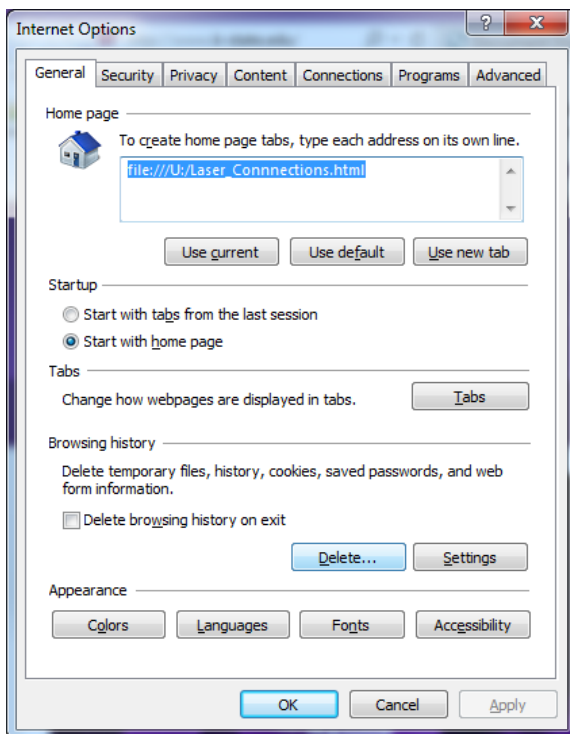 Internet Options
General Security Privacy Content Connections Programs Advanced
Home page
To create home page tabs, type each address on its own line.
file:///U:/Laser_Connnections.html
Use current Use default Use new tab
Startup
Start with tabs from the last session
Start with home page
Tabs
Change how webpages are displayed in tabs. Tabs
Browsing history
Delete temporary files, history, cookies, saved passwords, and web
form information.
Delete browsing history on exit
Delete... Settings
Appearance
Colors Languages Fonts Accessibility
OK Cancel Apply